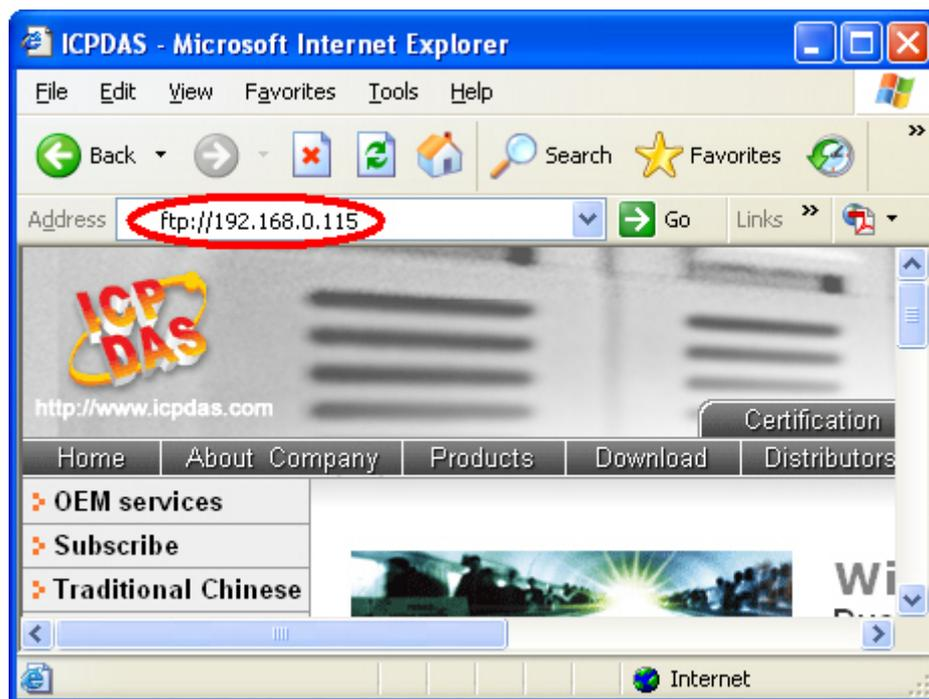 ICPDAS - Microsoft Internet Explorer
File Edit View Favorites Tools Help
Back Search Favorites »
Address ftp://192.168.0.115 Go Links »
ICP
DAS
http://www.icpdas.com
Certification
Home About Company Products Download Distributors
OEM services
Subscribe
Traditional Chinese
Wi
Internet